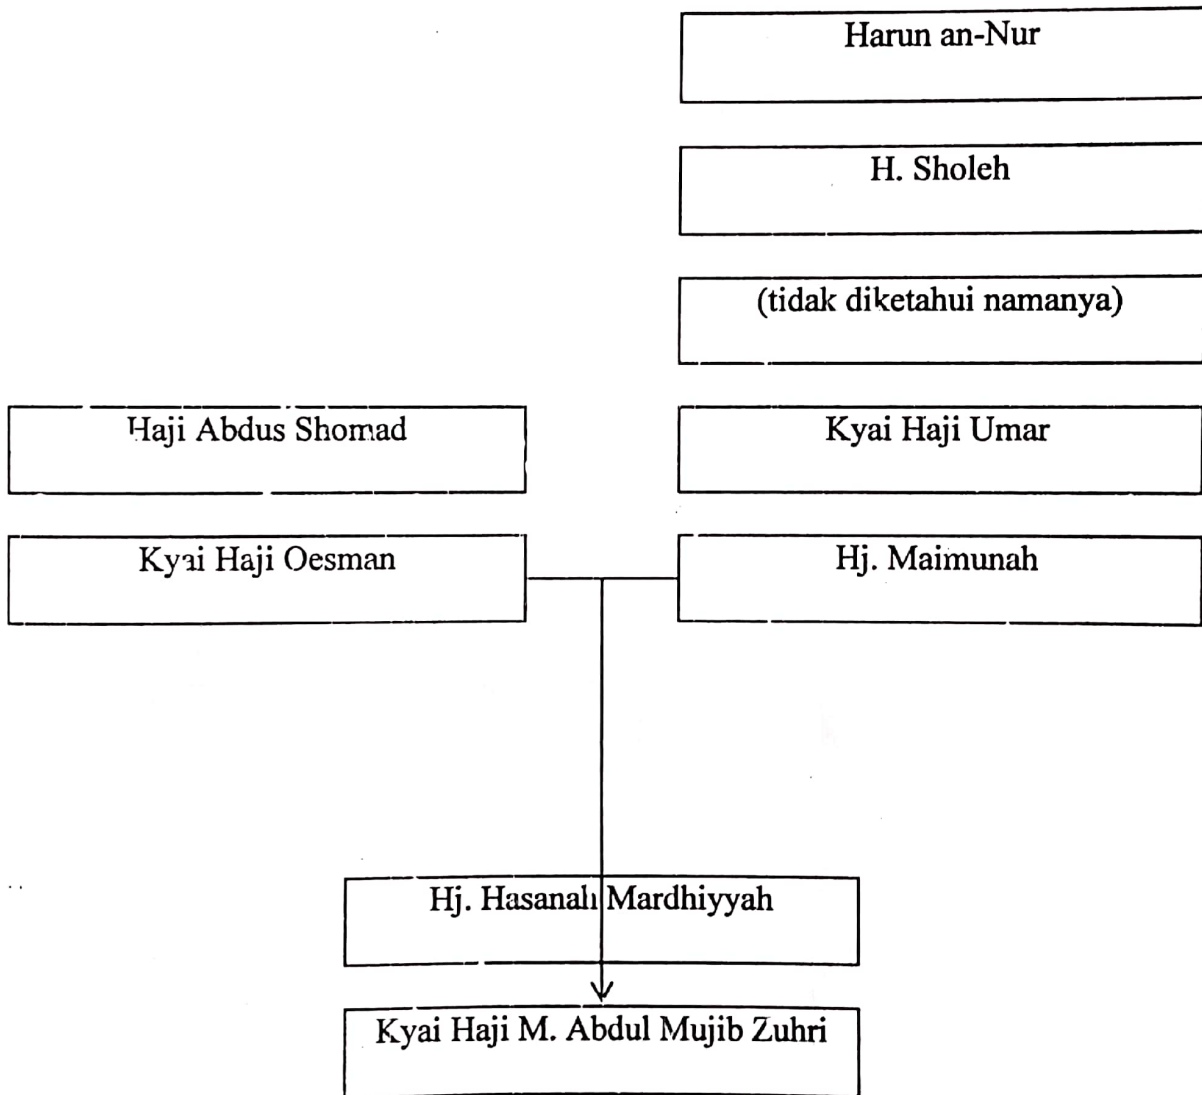 Harun an-Nur
H. Sholeh
(tidak diketahui namanya)
Haji Abdus Shomad
Kyai Haji Umar
Kyai Haji Oesman
Hj. Maimunah
Hj. Hasanah Mardhiyyah
Kyai Haji M. Abdul Mujib Zuhri